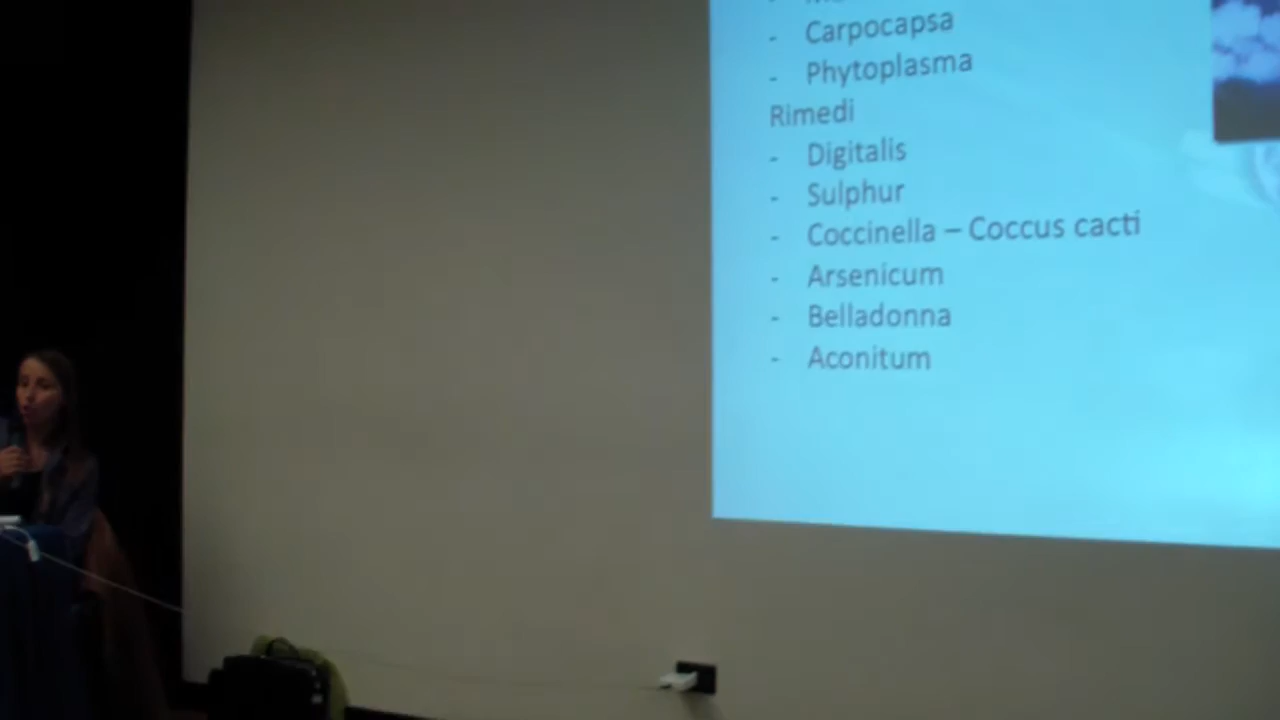 - Carpocapsa
- Phytoplasma
Rimedi
- Digitalis
- Sulphur
- Coccinella – Coccus cacti
- Arsenicum
- Belladonna
- Aconitum